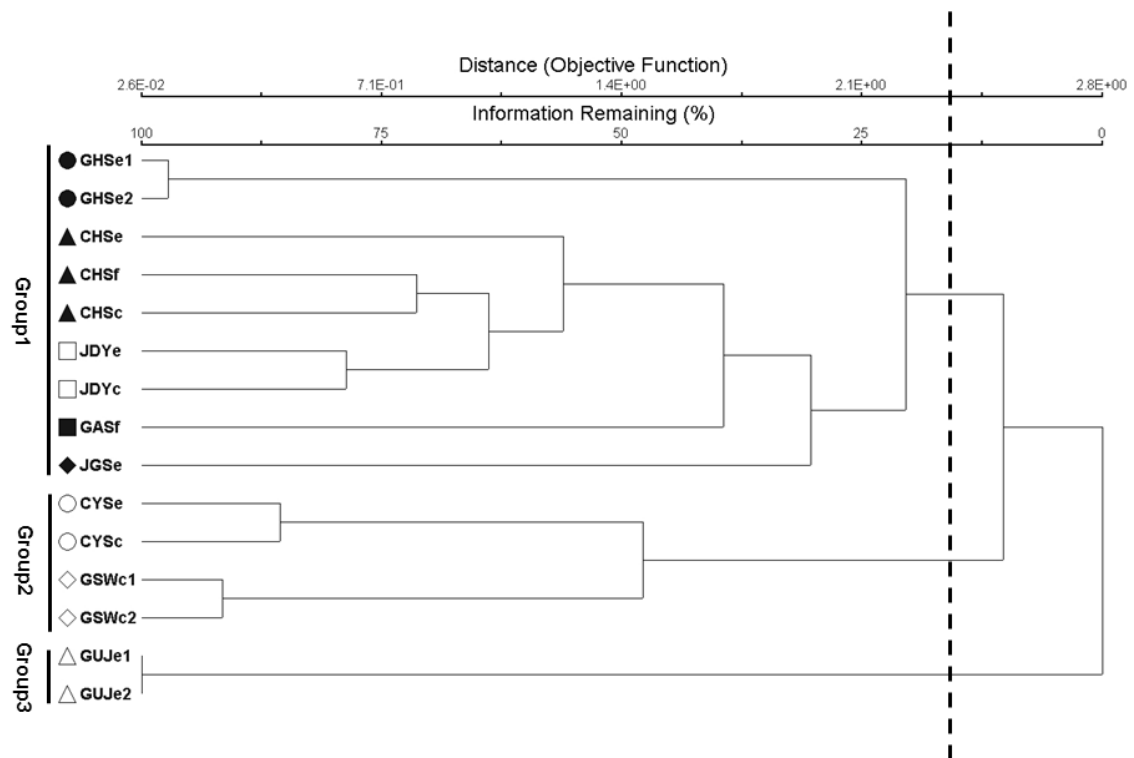 Distance (Objective Function)
2.6E-02 7.1E-01 1.4E+00 2.1E+00 2.8E+00
Information Remaining (%)
100 75 50 25 0
Group1
GHSe1
GHSe2
CHSe
CHSf
CHSc
JDYe
JDYc
GASf
JGSe
Group2
CYSe
CYSc
GSWc1
GSWc2
Group3
GUJe1
GUJe2